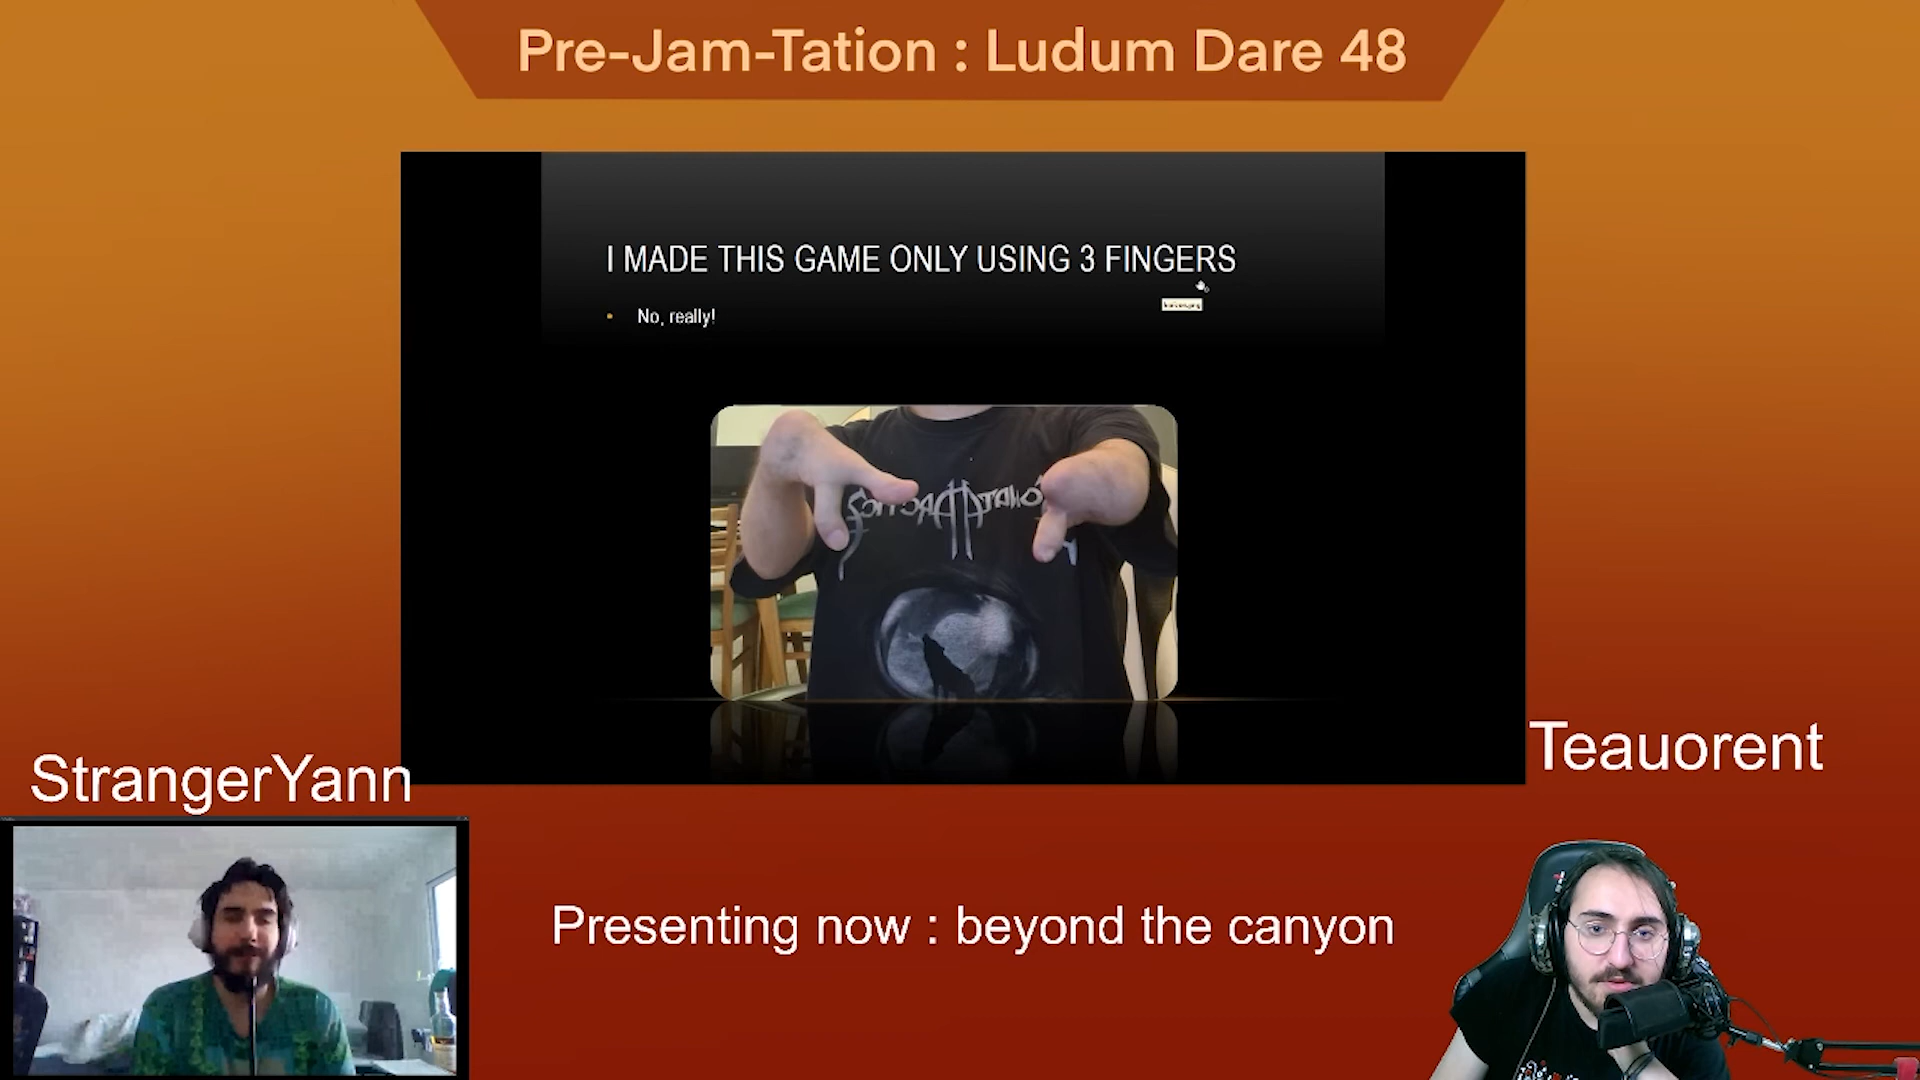 Pre-Jam-Tation : Ludum Dare 48
I MADE THIS GAME ONLY USING 3 FINGERS
No, really!
StrangerYann
Teauorent
Presenting now : beyond the canyon